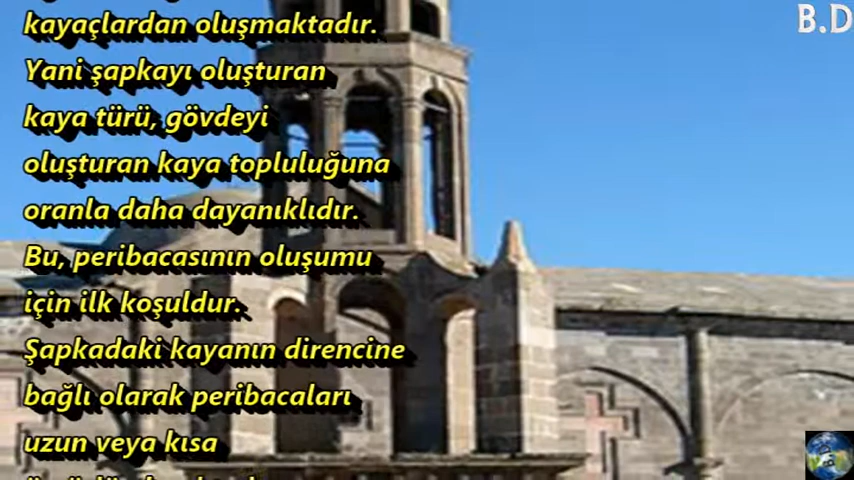 kayaçlardan oluşmaktadır.
Yani şapkayı oluşturan
kaya türü, gövdeyi
oluşturan kaya topluluğuna
oranla daha dayanıklıdır.
Bu, peribacasının oluşumu
için ilk koşuldur.
Şapkadaki kayanın direncine
bağlı olarak peribacaları
uzun veya kısa
B.D